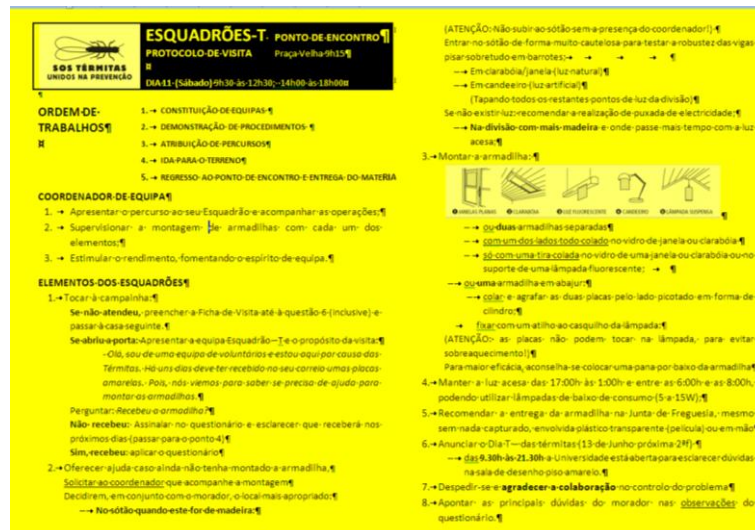 SOS TÉRMITAS
UNIDOS NA PREVENÇÃO
ESQUADRÕES-T. PONTO DE ENCONTRO¶
PROTOCOLO DE VISITA Praça Velha 9h15¶
DIA 11 (Sábado) 9h30 às 12h30; 14h00 às 18h00
ORDEM DE
TRABALHOS¶
1. → CONSTITUIÇÃO DE EQUIPAS ¶
2. → DEMONSTRAÇÃO DE PROCEDIMENTOS ¶
3. → ATRIBUIÇÃO DE PERCURSOS¶
4. → IDA PARA O TERRENO¶
5. → REGRESSO AO PONTO DE ENCONTRO E ENTREGA DO MATERIA
COORDENADOR DE EQUIPA¶
1. → Apresentar o percurso ao seu Esquadrão e acompanhar as operações;¶
2. → Supervisionar a montagem de armadilhas com cada um dos
elementos;¶
3. → Estimular o rendimento, fomentando o espírito de equipa.¶
ELEMENTOS DOS ESQUADRÕES¶
1.→Tocar à campainha:¶
Se não atendeu, preencher a Ficha de Visita até à questão 6 (inclusive) e
passar à casa seguinte.¶
Se abriu a porta: Apresentar a equipa Esquadrão—T e o propósito da visita:¶
-Olá, sou de uma equipa de voluntários e estou aqui por causa das
Térmitas. Há uns dias deve ter recebido no seu correio umas placas
amarelas. Pois, nós viemos para saber se precisa de ajuda para
montar as armadilhas.¶
Perguntar: Recebeu a armadilha?¶
Não recebeu: Assinalar no questionário e esclarecer que receberá nos
próximos dias (passar para o ponto 4)¶
Sim, recebeu: aplicar o questionário¶
2.→Oferecer ajuda caso ainda não tenha montado a armadilha,¶
Solicitar ao coordenador que acompanhe a montagem¶
Decidirem, em conjunto com o morador, o local mais apropriado:¶
→ No sótão quando este for de madeira:¶
(ATENÇÃO: Não subir ao sótão sem a presença do coordenador!) ¶
Entrar no sótão de forma muito cautelosa para testar a robustez das vigas
pisar sobretudo em barrotes;→ → → → ¶
→ Em clarabóia/janela (luz natural)¶
→ Em candeeiro (luz artificial)¶
(Tapando todos os restantes pontos de luz da divisão)¶
Se não existir luz: recomendar a realização de puxada de electricidade;¶
→ Na divisão com mais madeira e onde passe mais tempo com a luz
acesa;¶
3.→Montar a armadilha:¶
① JANELAS PLANAS ② CLARABÓIA ③ LUZ FLUORESCENTE ④ CANDEEIRO ⑤ LÂMPADA SUSPENSA
→ ou duas armadilhas separadas¶
→ com um dos lados todo colado no vidro de janela ou clarabóia ¶
→ só com uma tira colada no vidro de uma janela ou clarabóia ou no
suporte de uma lâmpada fluorescente; → ¶
→ ou uma armadilha em abajur:¶
→ colar e agrafar as duas placas pelo lado picotado em forma de
cilindro;¶
→ fixar com um atilho ao casquilho da lâmpada:¶
(ATENÇÃO: as placas não podem tocar na lâmpada, para evitar
sobreaquecimento!)¶
Para maior eficácia, aconselha-se colocar uma pana por baixo da armadilha¶
4.→Manter a luz acesa das 17:00h às 1:00h e entre as 6:00h e as 8:00h,
podendo utilizar lâmpadas de baixo de consumo (5 a 15W);¶
5.→Recomendar a entrega da armadilha na Junta de Freguesia, mesmo
sem nada capturado, envolvida plástico transparente (película) ou em mão¶
6.→Anunciar o Dia T—das térmitas (13 de Junho próxima 2ªf) ¶
→ das 9.30h às 21.30h a Universidade está aberta para esclarecer dúvidas
na sala de desenho piso amarelo.¶
7.→Despedir-se e agradecer a colaboração no controlo do problema¶
8.→Apontar as principais dúvidas do morador nas observações do
questionário.¶